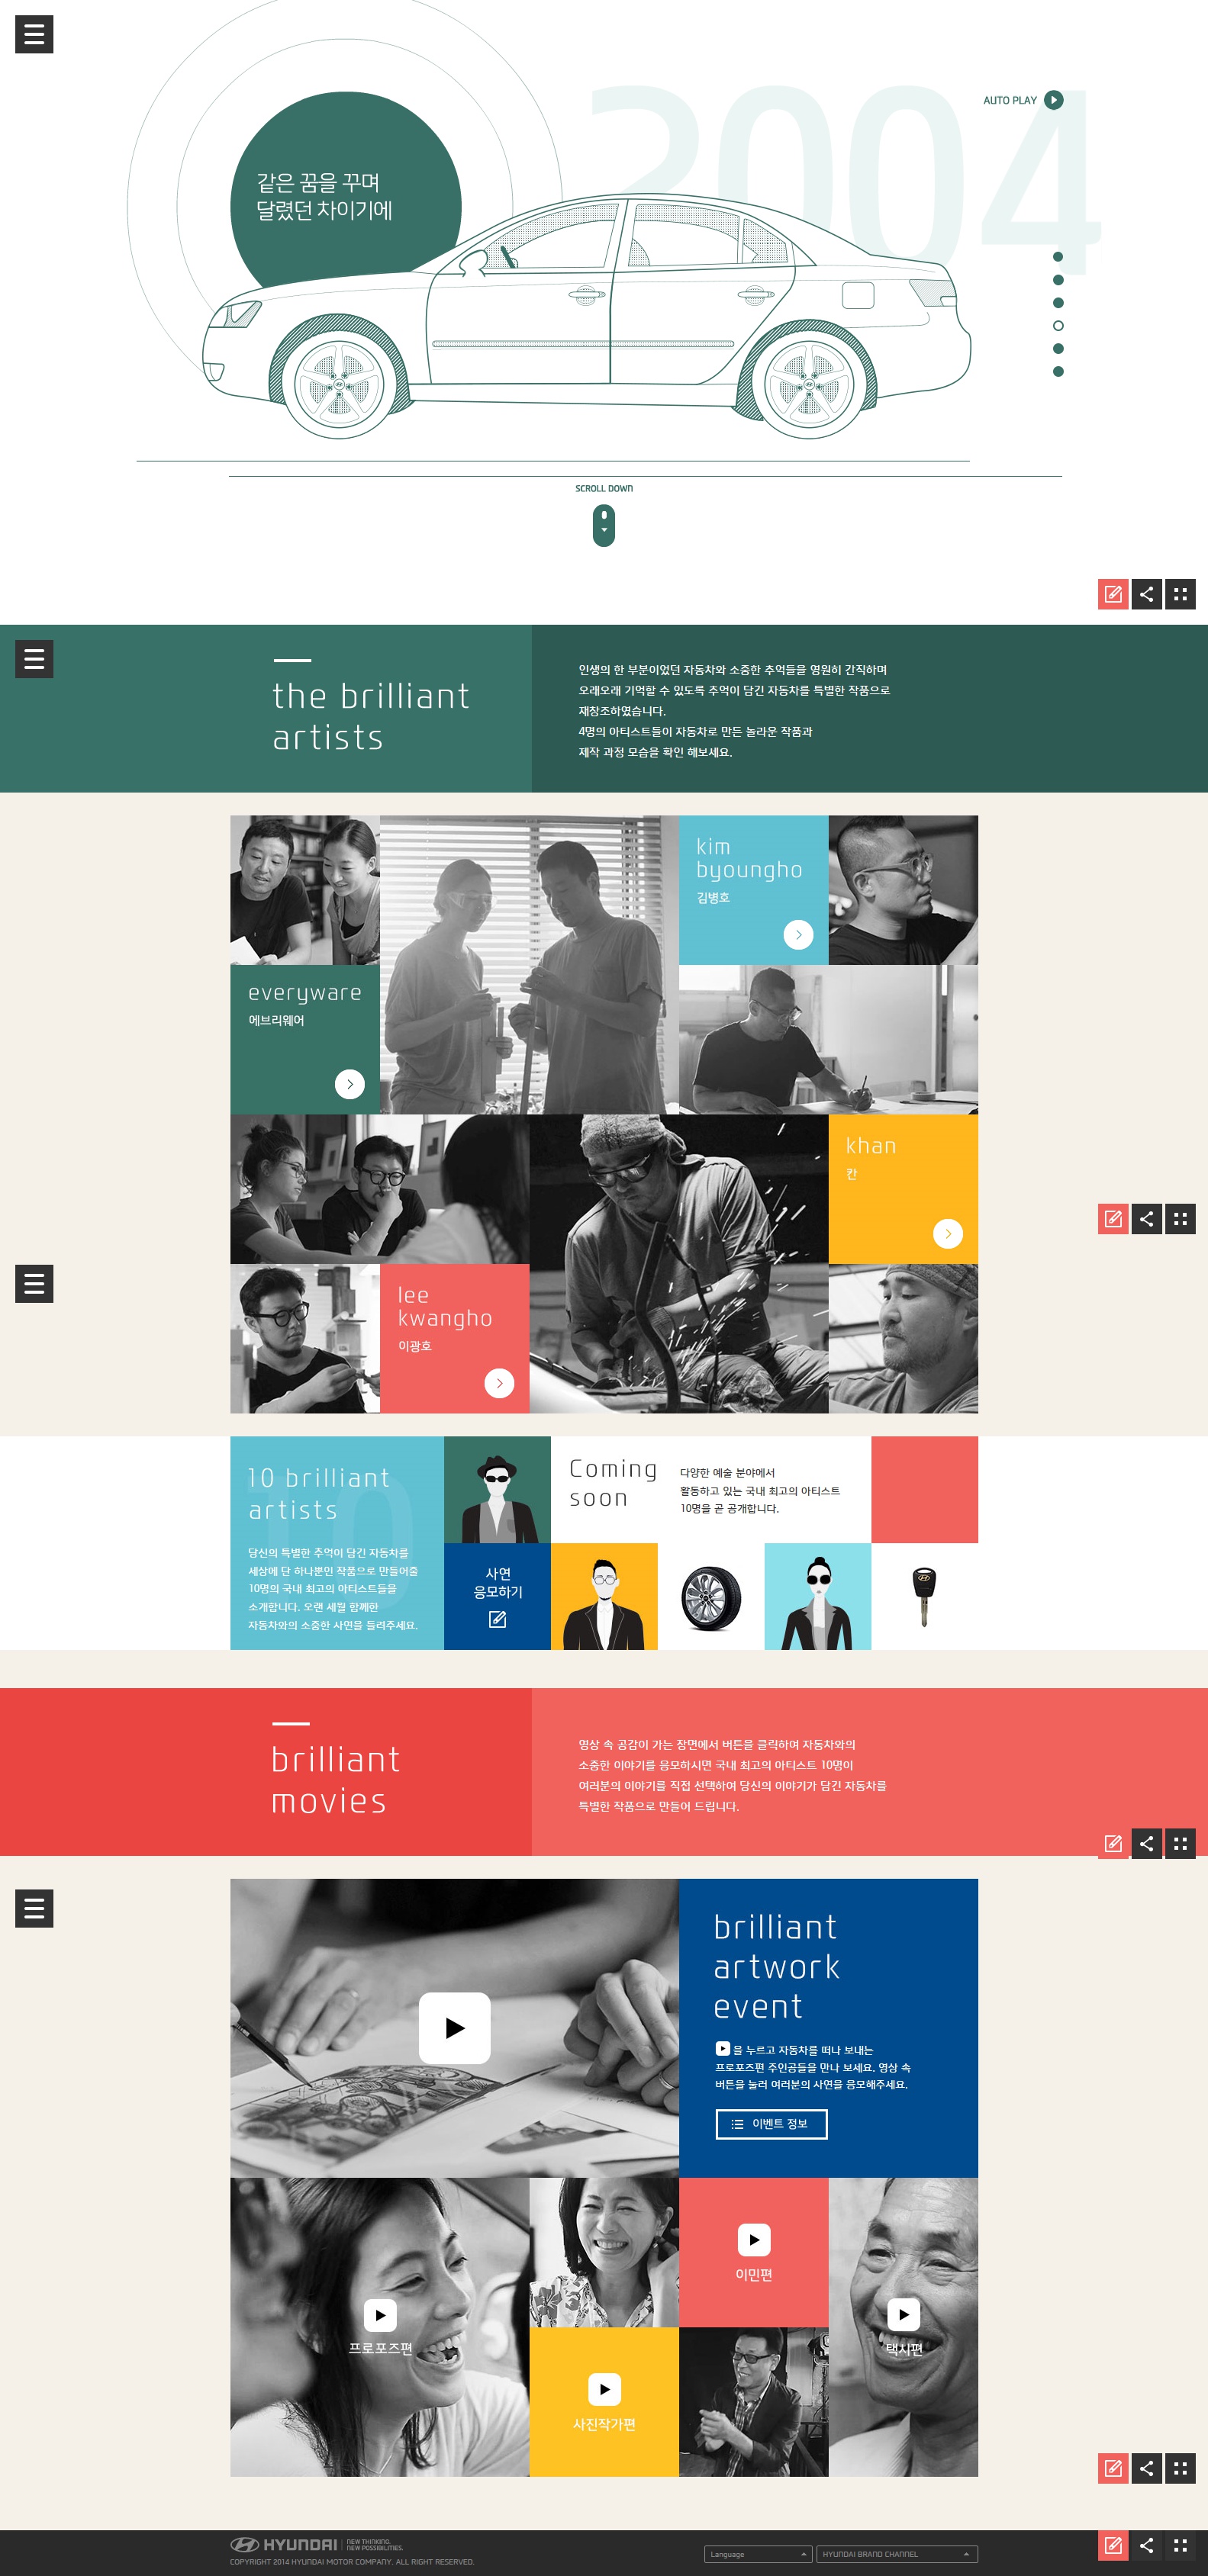 2004
AUTO PLAY
같은 꿈을 꾸며
달렸던 차이기에
SCROLL DOWN
the brilliant
artists
인생의 한 부분이었던 자동차와 소중한 추억들을 영원히 간직하며
오래오래 기억할 수 있도록 추억이 담긴 자동차를 특별한 작품으로
재창조하였습니다.
4명의 아티스트들이 자동차로 만든 놀라운 작품과
제작 과정 모습을 확인 해보세요.
kim
byoungho
김병호
everyware
에브리웨어
khan
칸
lee
kwangho
이광호
10
10 brilliant
artists
당신의 특별한 추억이 담긴 자동차를
세상에 단 하나뿐인 작품으로 만들어줄
10명의 국내 최고의 아티스트들을
소개합니다. 오랜 세월 함께한
자동차와의 소중한 사연을 들려주세요.
사연
응모하기
Coming
soon
다양한 예술 분야에서
활동하고 있는 국내 최고의 아티스트
10명을 곧 공개합니다.
brilliant
movies
영상 속 공감이 가는 장면에서 버튼을 클릭하여 자동차와의
소중한 이야기를 응모하시면 국내 최고의 아티스트 10명이
여러분의 이야기를 직접 선택하여 당신의 이야기가 담긴 자동차를
특별한 작품으로 만들어 드립니다.
brilliant
artwork
event
을 누르고 자동차를 떠나 보내는
프로포즈편 주인공들을 만나 보세요. 영상 속
버튼을 눌러 여러분의 사연을 응모해주세요.
이벤트 정보
프로포즈편
이민편
택시편
사진작가편
HYUNDAI
NEW THINKING.
NEW POSSIBILITIES.
COPYRIGHT 2014 HYUNDAI MOTOR COMPANY. ALL RIGHT RESERVED.
Language
HYUNDAI BRAND CHANNEL